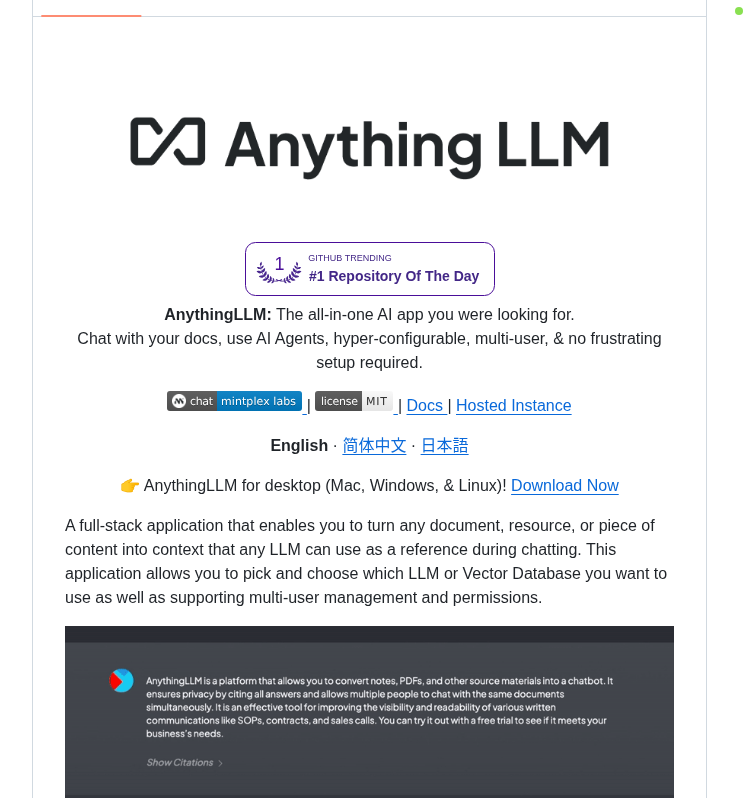 Anything LLM
1
GITHUB TRENDING
#1 Repository Of The Day
AnythingLLM: The all-in-one AI app you were looking for.
Chat with your docs, use AI Agents, hyper-configurable, multi-user, & no frustrating
setup required.
chat mintplex labs | license MIT | Docs | Hosted Instance
English · 简体中文 · 日本語
👉 AnythingLLM for desktop (Mac, Windows, & Linux)! Download Now
A full-stack application that enables you to turn any document, resource, or piece of
content into context that any LLM can use as a reference during chatting. This
application allows you to pick and choose which LLM or Vector Database you want to
use as well as supporting multi-user management and permissions.
AnythingLLM is a platform that allows you to convert notes, PDFs, and other source materials into a chatbot. It
ensures privacy by citing all answers and allows multiple people to chat with the same documents
simultaneously. It is an effective tool for improving the visibility and readability of various written
communications like SOPs, contracts, and sales calls. You can try it out with a free trial to see if it meets your
business's needs.
Show Citations >